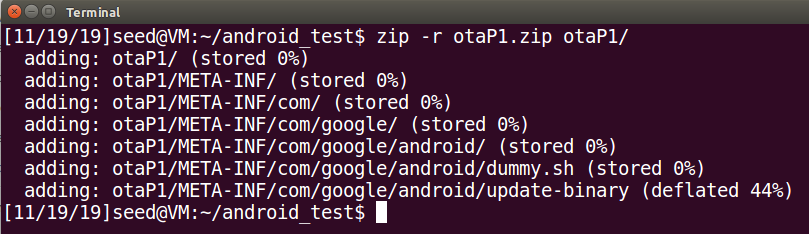 Terminal
[11/19/19]seed@VM:~/android_test$ zip -r otaP1.zip otaP1/
  adding: otaP1/ (stored 0%)
  adding: otaP1/META-INF/ (stored 0%)
  adding: otaP1/META-INF/com/ (stored 0%)
  adding: otaP1/META-INF/com/google/ (stored 0%)
  adding: otaP1/META-INF/com/google/android/ (stored 0%)
  adding: otaP1/META-INF/com/google/android/dummy.sh (stored 0%)
  adding: otaP1/META-INF/com/google/android/update-binary (deflated 44%)
[11/19/19]seed@VM:~/android_test$